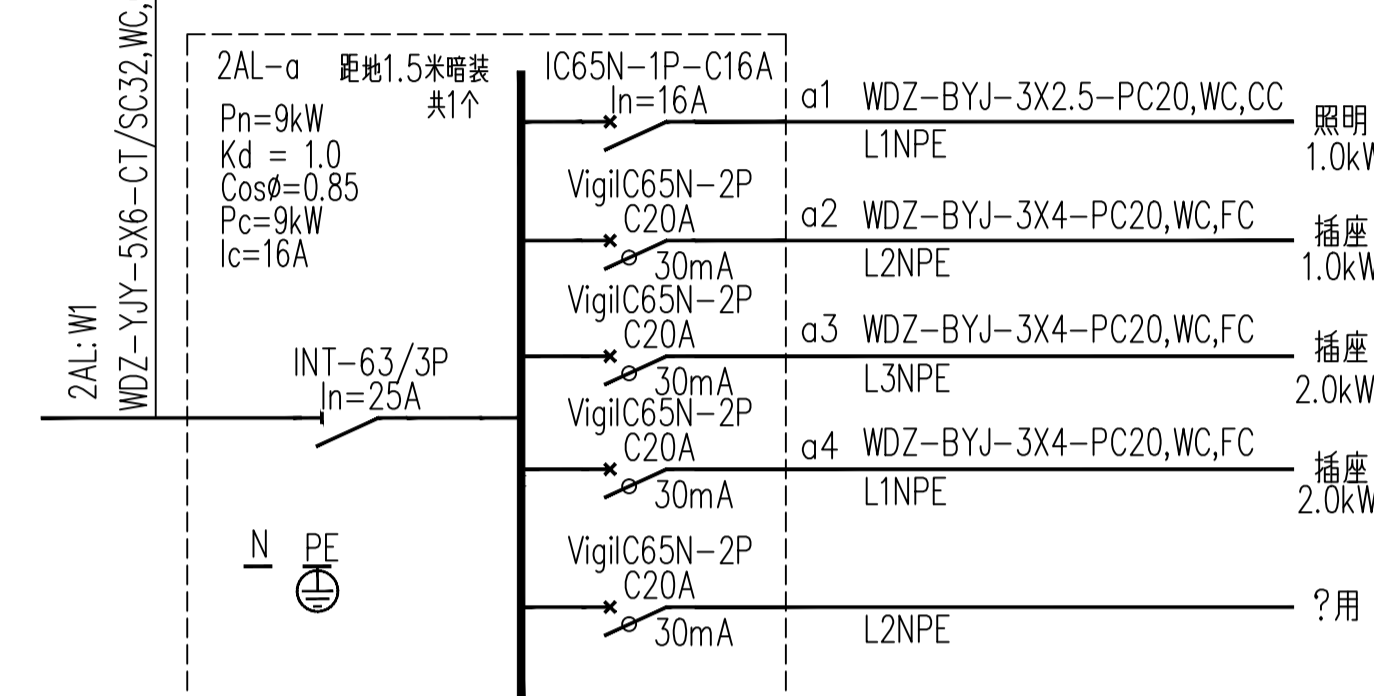 2AL:W1
WDZ-YJY-5X6-CT/SC32,WC,
2AL-a 距地1.5米暗装
共1个
Pn=9kW
Kd = 1.0
CosØ=0.85
Pc=9kW
Ic=16A
INT-63/3P
In=25A
N PE
IC65N-1P-C16A
In=16A
a1 WDZ-BYJ-3X2.5-PC20,WC,CC
L1NPE
照明
1.0kW
VigiIC65N-2P
C20A
30mA
a2 WDZ-BYJ-3X4-PC20,WC,FC
L2NPE
插座
1.0kW
VigiIC65N-2P
C20A
30mA
a3 WDZ-BYJ-3X4-PC20,WC,FC
L3NPE
插座
2.0kW
VigiIC65N-2P
C20A
30mA
a4 WDZ-BYJ-3X4-PC20,WC,FC
L1NPE
插座
2.0kW
VigiIC65N-2P
C20A
30mA
L2NPE
?用